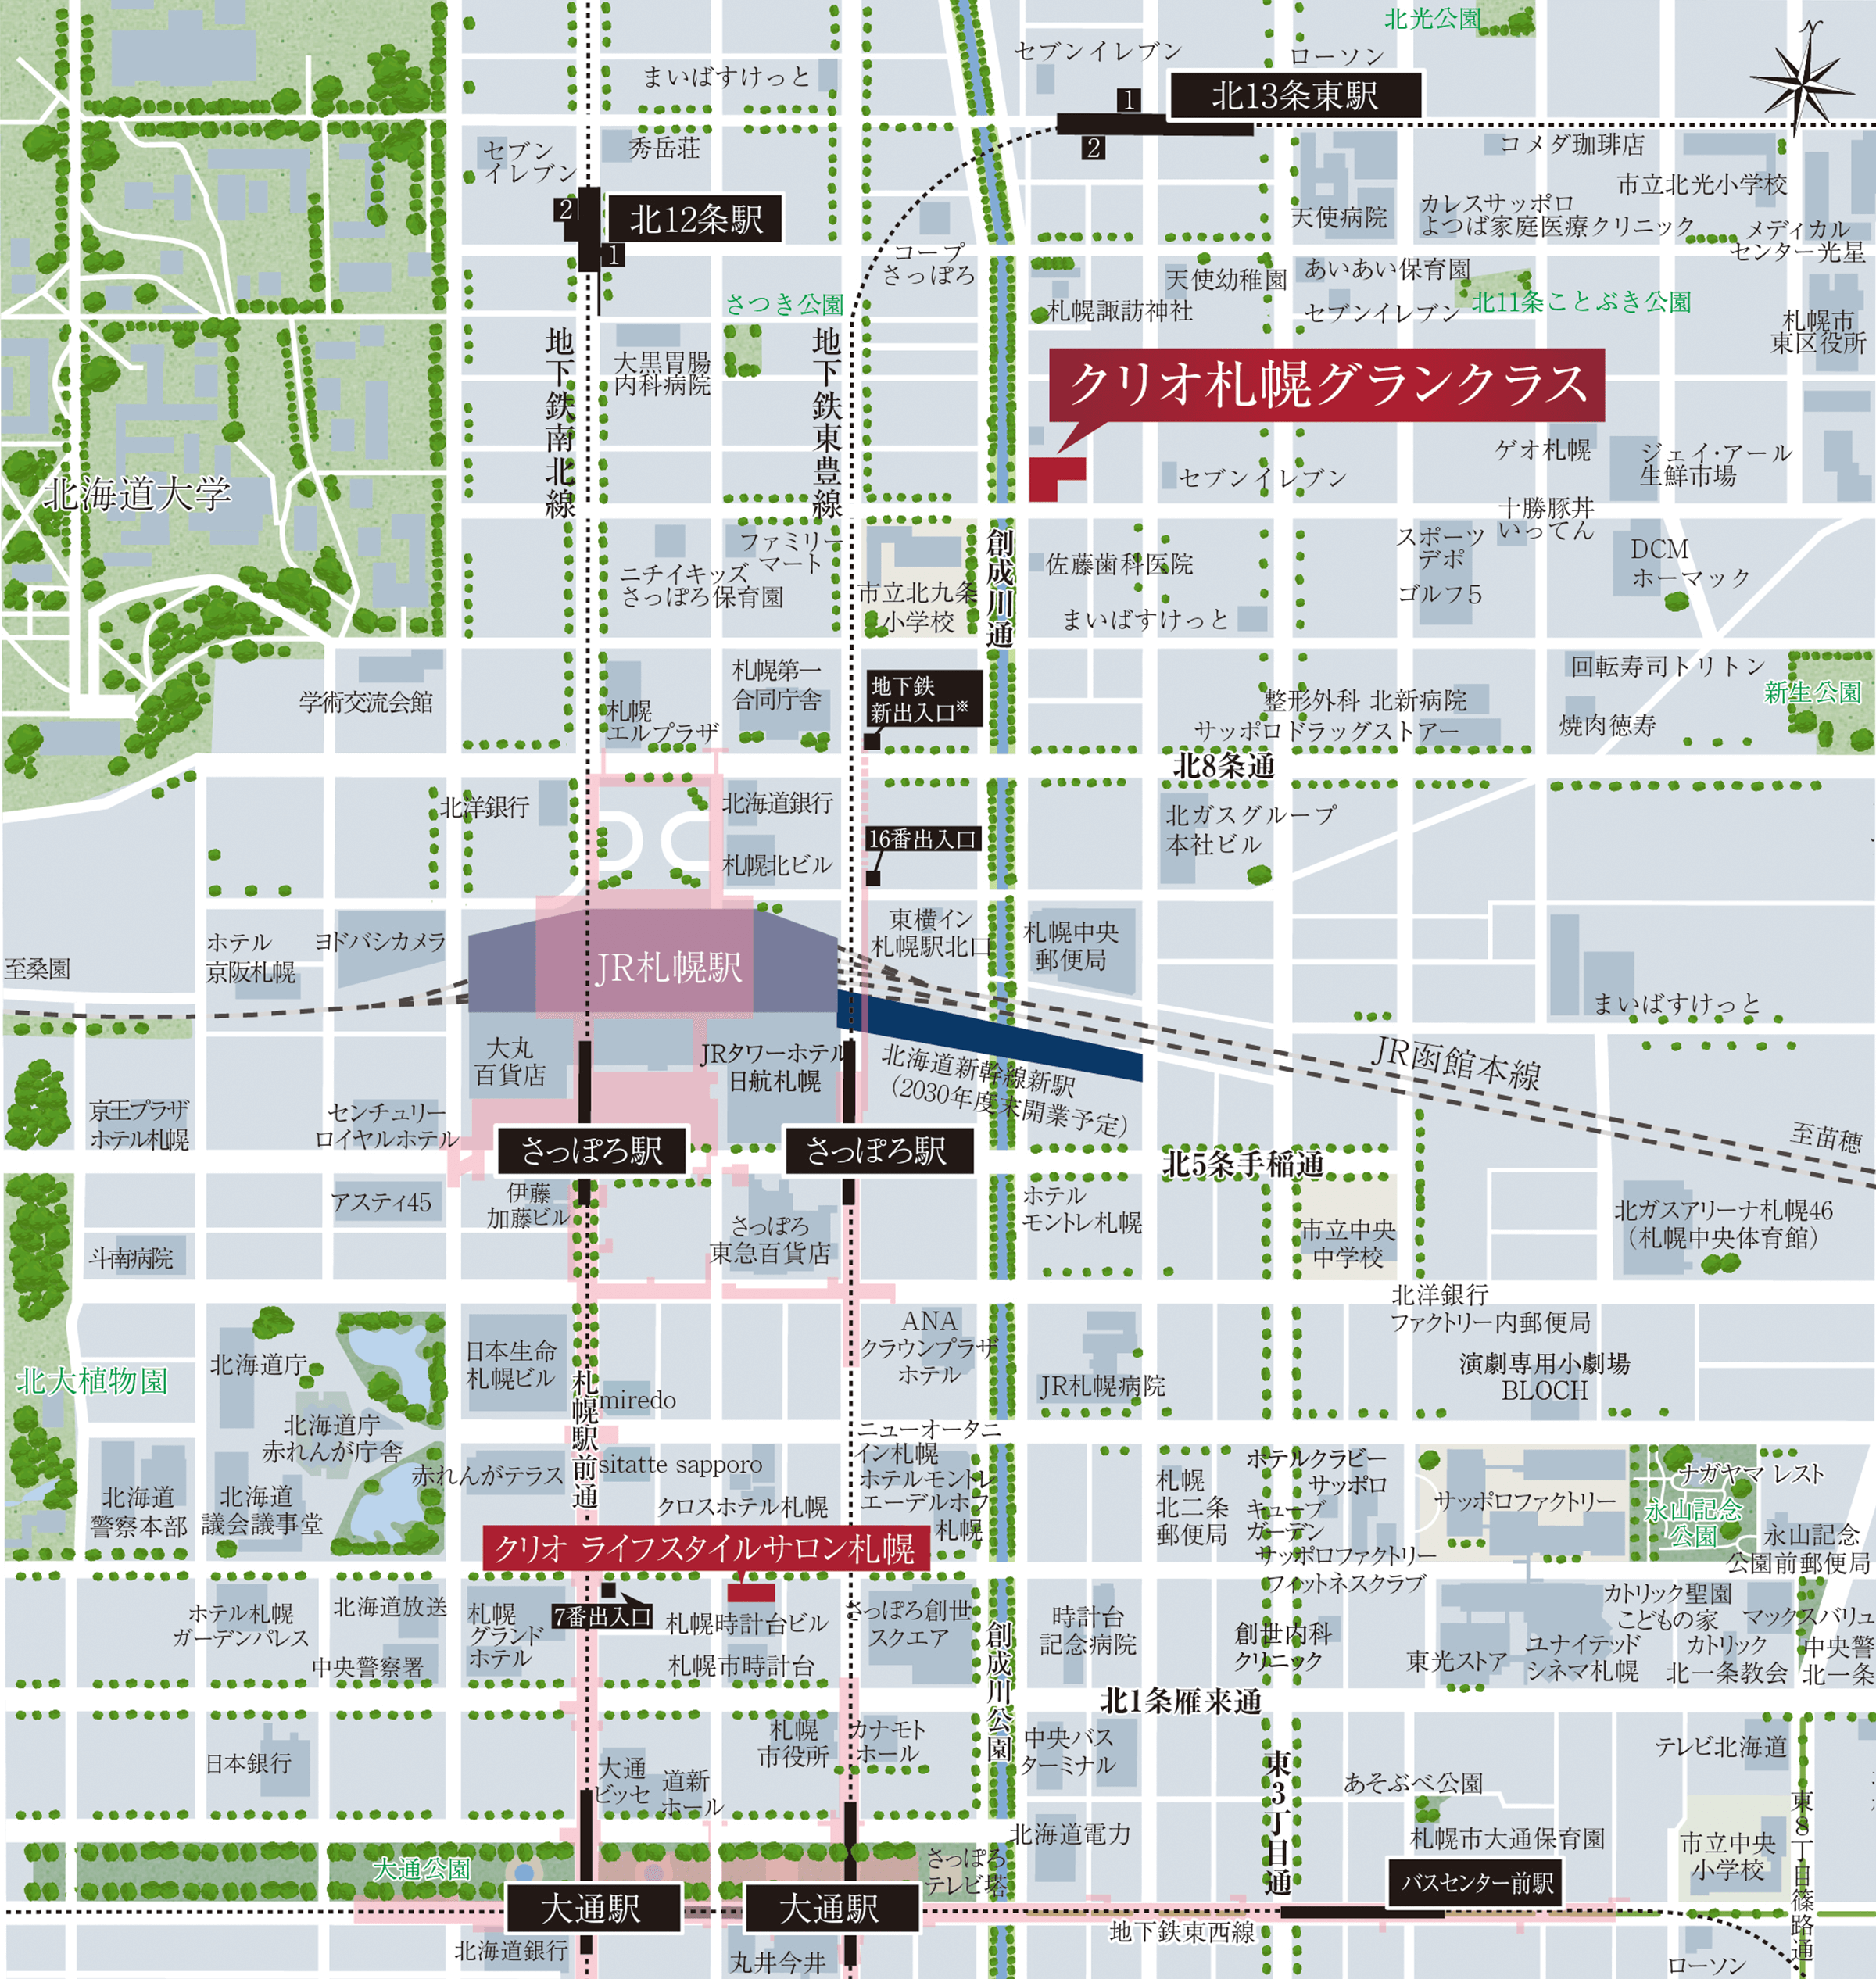 北光公園
N
セブンイレブン
ローソン
まいばすけっと
北13条東駅
1
2
セブン
イレブン
秀岳荘
コメダ珈琲店
市立北光小学校
2
北12条駅
1
天使病院
カレスサッポロ
よつば家庭医療クリニック
メディカル
センター光星
コープ
さっぽろ
天使幼稚園
あいあい保育園
さつき公園
札幌諏訪神社
セブンイレブン
北11条ことぶき公園
札幌市
東区役所
地下鉄南北線
大黒胃腸
内科病院
地下鉄東豊線
クリオ札幌グランクラス
北海道大学
セブンイレブン
ゲオ札幌
ジェイ・アール
生鮮市場
十勝豚丼
いってん
ファミリー
マート
ニチイキッズ
さっぽろ保育園
市立北九条
小学校
創成川通
佐藤歯科医院
まいばすけっと
スポーツ
デポ
ゴルフ5
DCM
ホーマック
学術交流会館
札幌
エルプラザ
札幌第一
合同庁舎
地下鉄
新出入口※
整形外科 北新病院
サッポロドラッグストアー
回転寿司トリトン
新生公園
焼肉徳寿
北8条通
北洋銀行
北海道銀行
16番出入口
北ガスグループ
本社ビル
札幌北ビル
至桑園
ホテル
京阪札幌
ヨドバシカメラ
JR札幌駅
東横イン
札幌駅北口
札幌中央
郵便局
まいばすけっと
大丸
百貨店
JRタワーホテル
日航札幌
北海道新幹線新駅
（2030年度末開業予定）
JR函館本線
至苗穂
京王プラザ
ホテル札幌
センチュリー
ロイヤルホテル
さっぽろ駅
さっぽろ駅
北5条手稲通
アスティ45
伊藤
加藤ビル
斗南病院
さっぽろ
東急百貨店
ホテル
モントレ札幌
市立中央
中学校
北ガスアリーナ札幌46
（札幌中央体育館）
北洋銀行
ファクトリー内郵便局
北大植物園
北海道庁
日本生命
札幌ビル
ANA
クラウンプラザ
ホテル
JR札幌病院
演劇専用小劇場
BLOCH
札幌駅前通
miredo
北海道庁
赤れんが庁舎
赤れんがテラス
sitatte sapporo
ニューオータニ
イン札幌
ホテルモントレ
エーデルホフ
札幌
クロスホテル札幌
北海道
警察本部
北海道
議会議事堂
札幌
北二条
郵便局
ホテルクラビー
サッポロ
キューブ
ガーデン
サッポロファクトリー
フィットネスクラブ
サッポロファクトリー
ナガヤマ レスト
永山記念
公園
永山記念
公園前郵便局
クリオ ライフスタイルサロン札幌
ホテル札幌
ガーデンパレス
北海道放送
中央警察署
札幌
グランド
ホテル
7番出入口
札幌時計台ビル
札幌市時計台
さっぽろ創世
スクエア
創成川公園
時計台
記念病院
創世内科
クリニック
東光ストア
ユナイテッド
シネマ札幌
カトリック聖園
こどもの家
カトリック
北一条教会
マックスバリュ
中央警
北一条
北1条雁来通
日本銀行
大通
ビッセ
道新
ホール
札幌
市役所
カナモト
ホール
中央バス
ターミナル
東3丁目通
テレビ北海道
あそぶべ公園
札幌市大通保育園
市立中央
小学校
東8丁目篠路通
北海道電力
大通公園
さっぽろ
テレビ塔
大通駅
大通駅
バスセンター前駅
地下鉄東西線
北海道銀行
丸井今井
ローソン